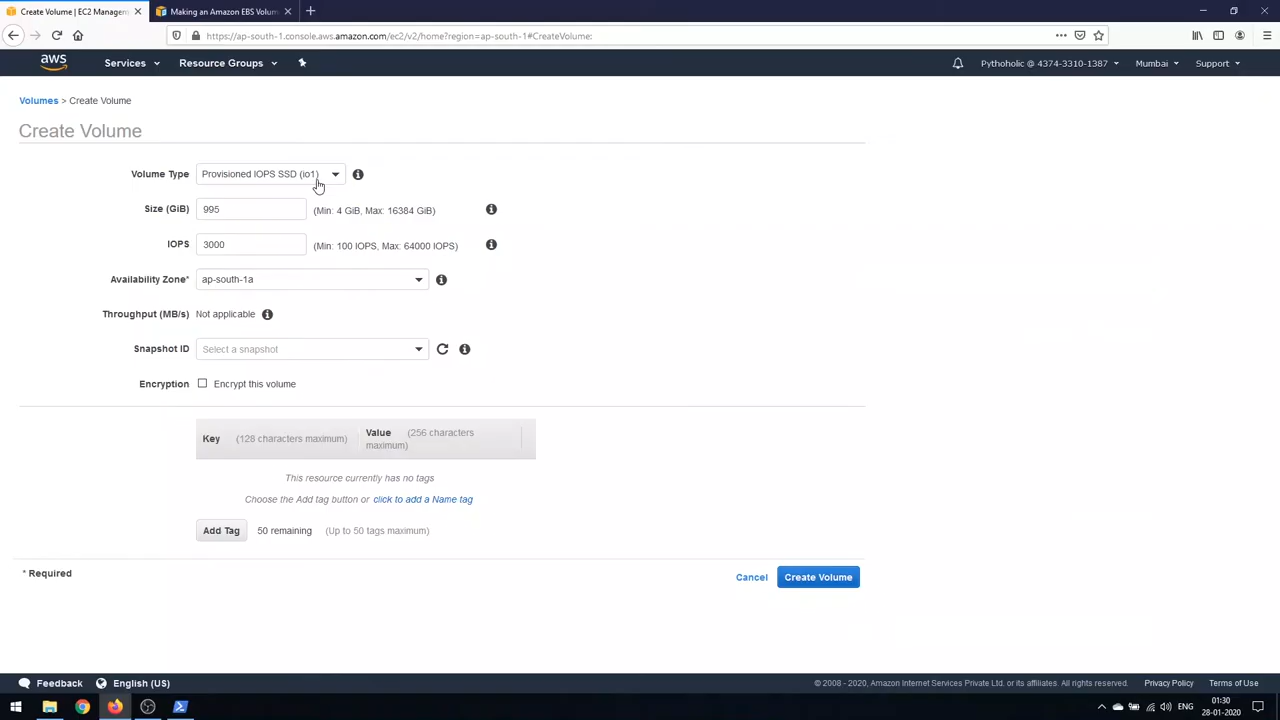 Create Volume | EC2 Managem
Making an Amazon EBS Volum
https://ap-south-1.console.aws.amazon.com/ec2/v2/home?region=ap-south-1#CreateVolume:
aws
Services
Resource Groups
Pythoholic @ 4374-3310-1387
Mumbai
Support
Volumes > Create Volume
Create Volume
Volume Type
Provisioned IOPS SSD (io1)
Size (GiB)
995
(Min: 4 GiB, Max: 16384 GiB)
IOPS
3000
(Min: 100 IOPS, Max: 64000 IOPS)
Availability Zone*
ap-south-1a
Throughput (MB/s)
Not applicable
Snapshot ID
Select a snapshot
Encryption
Encrypt this volume
Key (128 characters maximum)
Value (256 characters
maximum)
This resource currently has no tags
Choose the Add tag button or click to add a Name tag
Add Tag
50 remaining
(Up to 50 tags maximum)
* Required
Cancel
Create Volume
Feedback
English (US)
© 2008 - 2020, Amazon Internet Services Private Ltd. or its affiliates. All rights reserved.
Privacy Policy
Terms of Use
ENG
01:30
28-01-2020